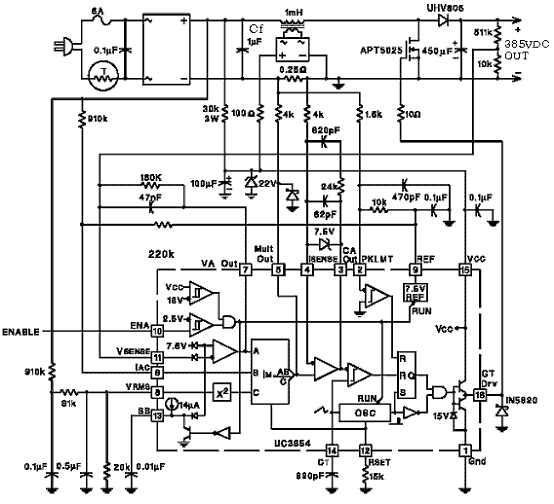 6A
1mH
UHV806
Cf
1µF
0.1µF
APT5025
450µF
511k
385VDC
OUT
10k
T
0.25Ω
910k
30k
3W
100Ω
4k
4k
1.6k
10Ω
620pF
100µF
22V
24k
180K
47pF
62pF
470pF
0.1µF
0.1µF
7.5V
10k
220k
VA Out
Mult Out
ISENSE
CA Out
PKLMT
REF
VCC
7 5 4 3 2 9 15
VCC
16V
7.5V
REF
RUN
2.5V
ENABLE
ENA
10
VCC
7.5V
VSENSE
11
A
IAC
6
B
IM
AB
C
R
R Q
S
GT
Drv
16
IN5820
910k
VRMS
8
X²
C
RUN
OSC
15V
91k
14µA
SS
13
UC3854
14 12 1
CT
RSET
Gnd
0.1µF
0.5µF
20k
0.01µF
15k